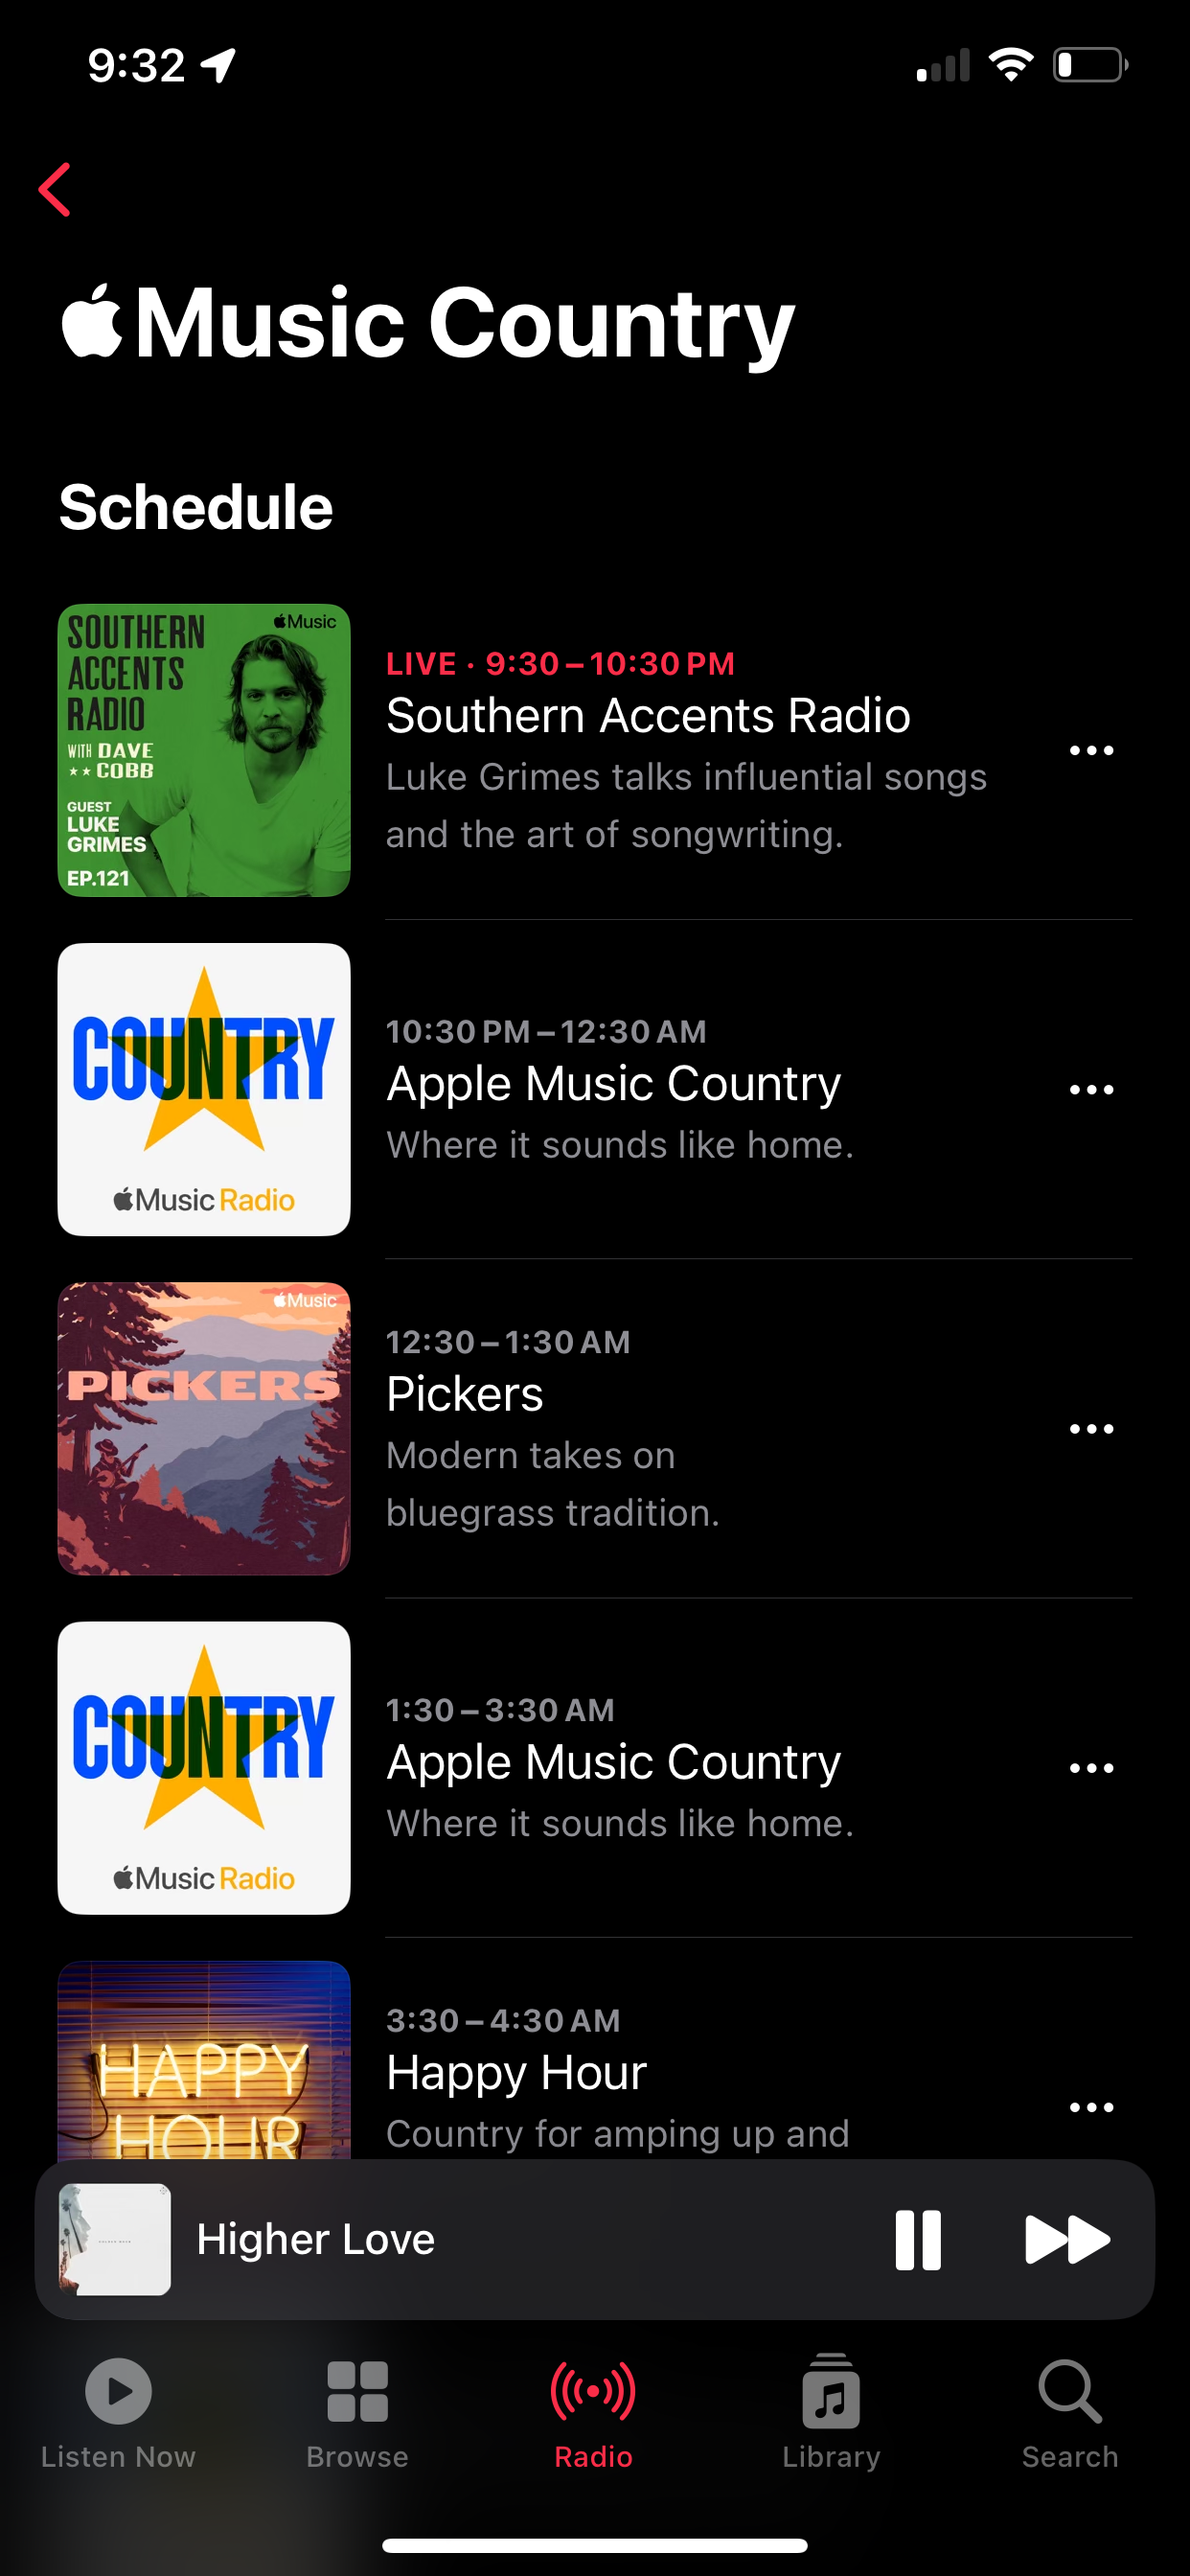 9:32
Music Country
Schedule
SOUTHERN
ACCENTS
RADIO
WITH DAVE
COBB
GUEST
LUKE
GRIMES
EP.121
Music
LIVE · 9:30 – 10:30 PM
Southern Accents Radio
Luke Grimes talks influential songs
and the art of songwriting.
COUNTRY
Music Radio
10:30 PM – 12:30 AM
Apple Music Country
Where it sounds like home.
Music
PICKERS
12:30 – 1:30 AM
Pickers
Modern takes on
bluegrass tradition.
COUNTRY
Music Radio
1:30 – 3:30 AM
Apple Music Country
Where it sounds like home.
HAPPY
HOUR
3:30 – 4:30 AM
Happy Hour
Country for amping up and
Higher Love
Listen Now
Browse
Radio
Library
Search